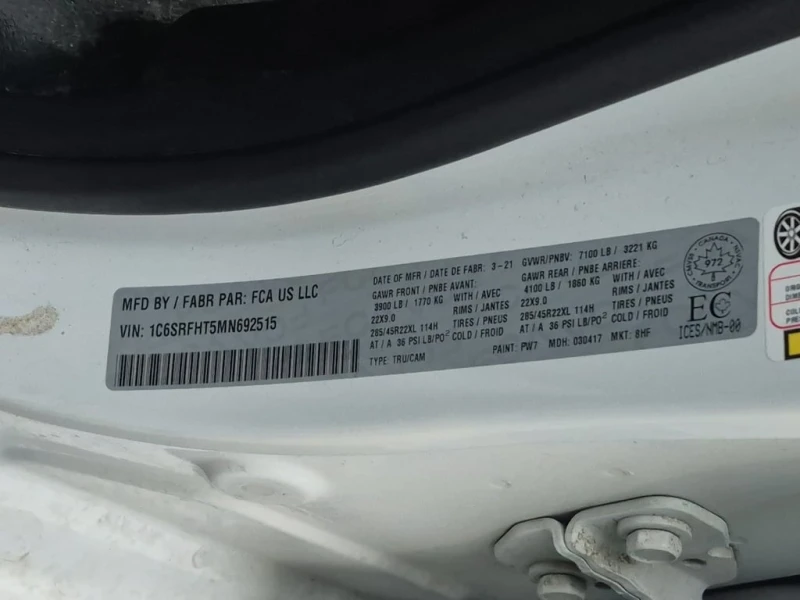 MFD BY / FABR PAR: FCA US LLC
VIN: 1C6SRFHT5MN692515
DATE OF MFR / DATE DE FABR: 3-21 GVWR/PNBV: 7100 LB / 3221 KG
GAWR FRONT / PNBE AVANT: GAWR REAR / PNBE ARRIERE:
3900 LB / 1770 KG WITH / AVEC 4100 LB / 1860 KG WITH / AVEC
22X9.0 RIMS / JANTES 22X9.0 RIMS / JANTES
285/45R22XL 114H TIRES / PNEUS 285/45R22XL 114H TIRES / PNEUS
AT / A 36 PSI LB/PO² COLD / FROID AT / A 36 PSI LB/PO² COLD / FROID
TYPE: TRU/CAM PAINT: PW7 MDH: 030417 MKT: 8HF
CANADA
972
TRANSPORT
EC
ICES/NMB-00